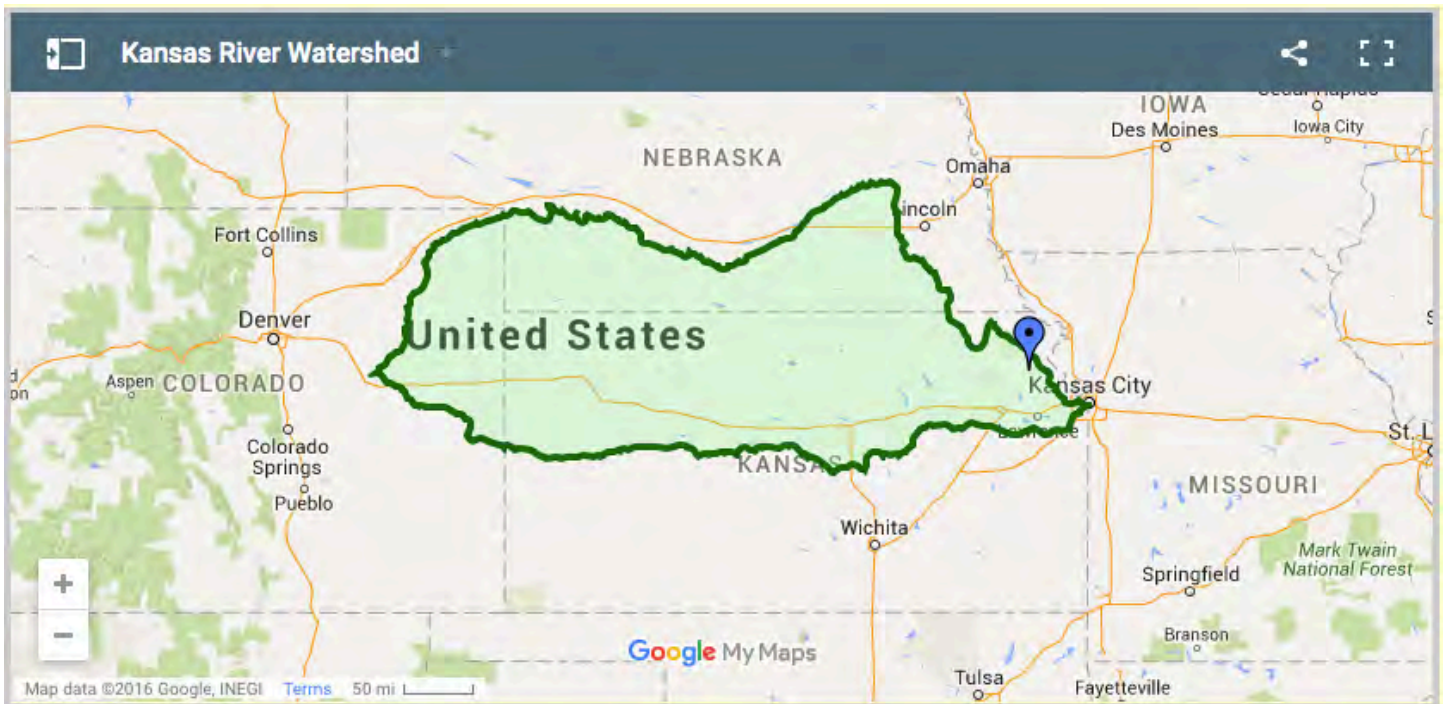 Kansas River Watershed
IOWA
Des Moines
Iowa City
NEBRASKA
Omaha
incoln
Fort Collins
Denver
United States
Aspen
COLORADO
Kansas City
Colorado
Springs
Pueblo
KANSAS
St. L
MISSOURI
Wichita
Mark Twain
National Forest
Springfield
Branson
Google My Maps
Tulsa
Fayetteville
Map data ©2016 Google, INEGI Terms 50 mi